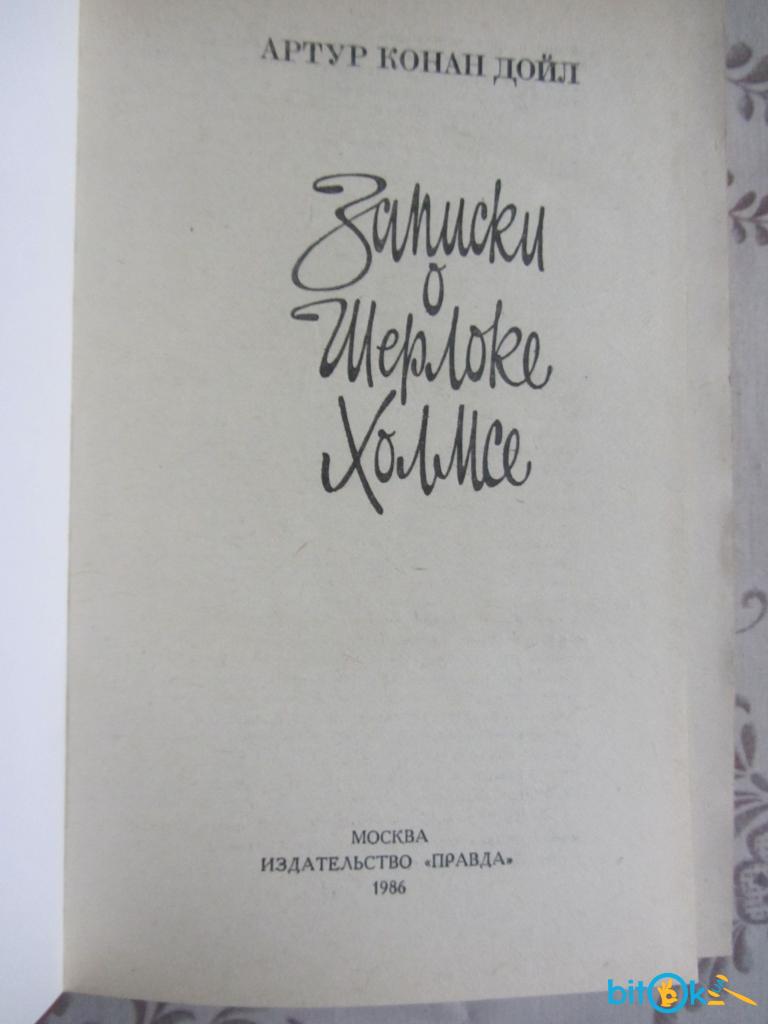 АРТУР КОНАН ДОЙЛ
Записки
о
Шерлоке
Холмсе
МОСКВА
ИЗДАТЕЛЬСТВО «ПРАВДА»
1986
bitOk